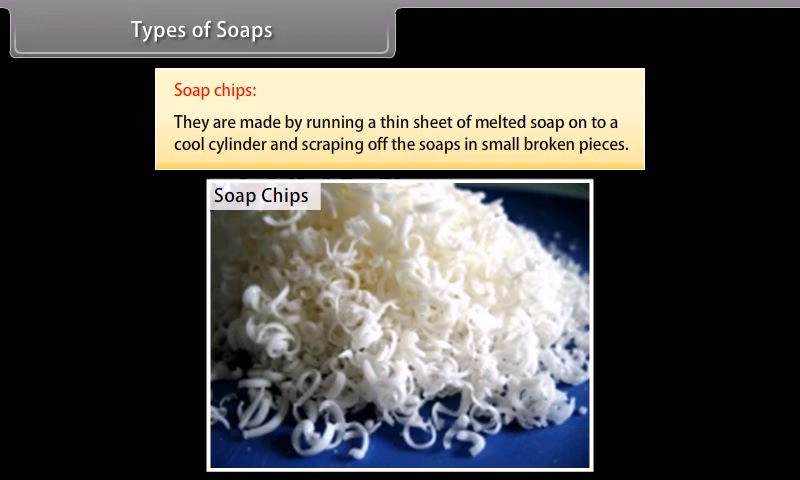 Types of Soaps
Soap chips:
They are made by running a thin sheet of melted soap on to a
cool cylinder and scraping off the soaps in small broken pieces.
Soap Chips